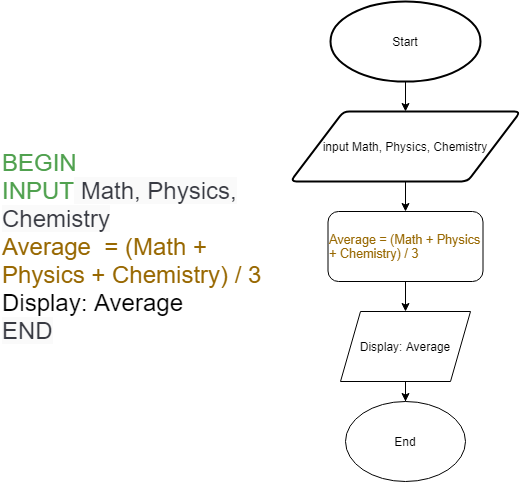 BEGIN
INPUT Math, Physics,
Chemistry
Average  = (Math +
Physics + Chemistry) / 3
Display: Average
END
Start
input Math, Physics, Chemistry
Average = (Math + Physics
+ Chemistry) / 3
Display: Average
End